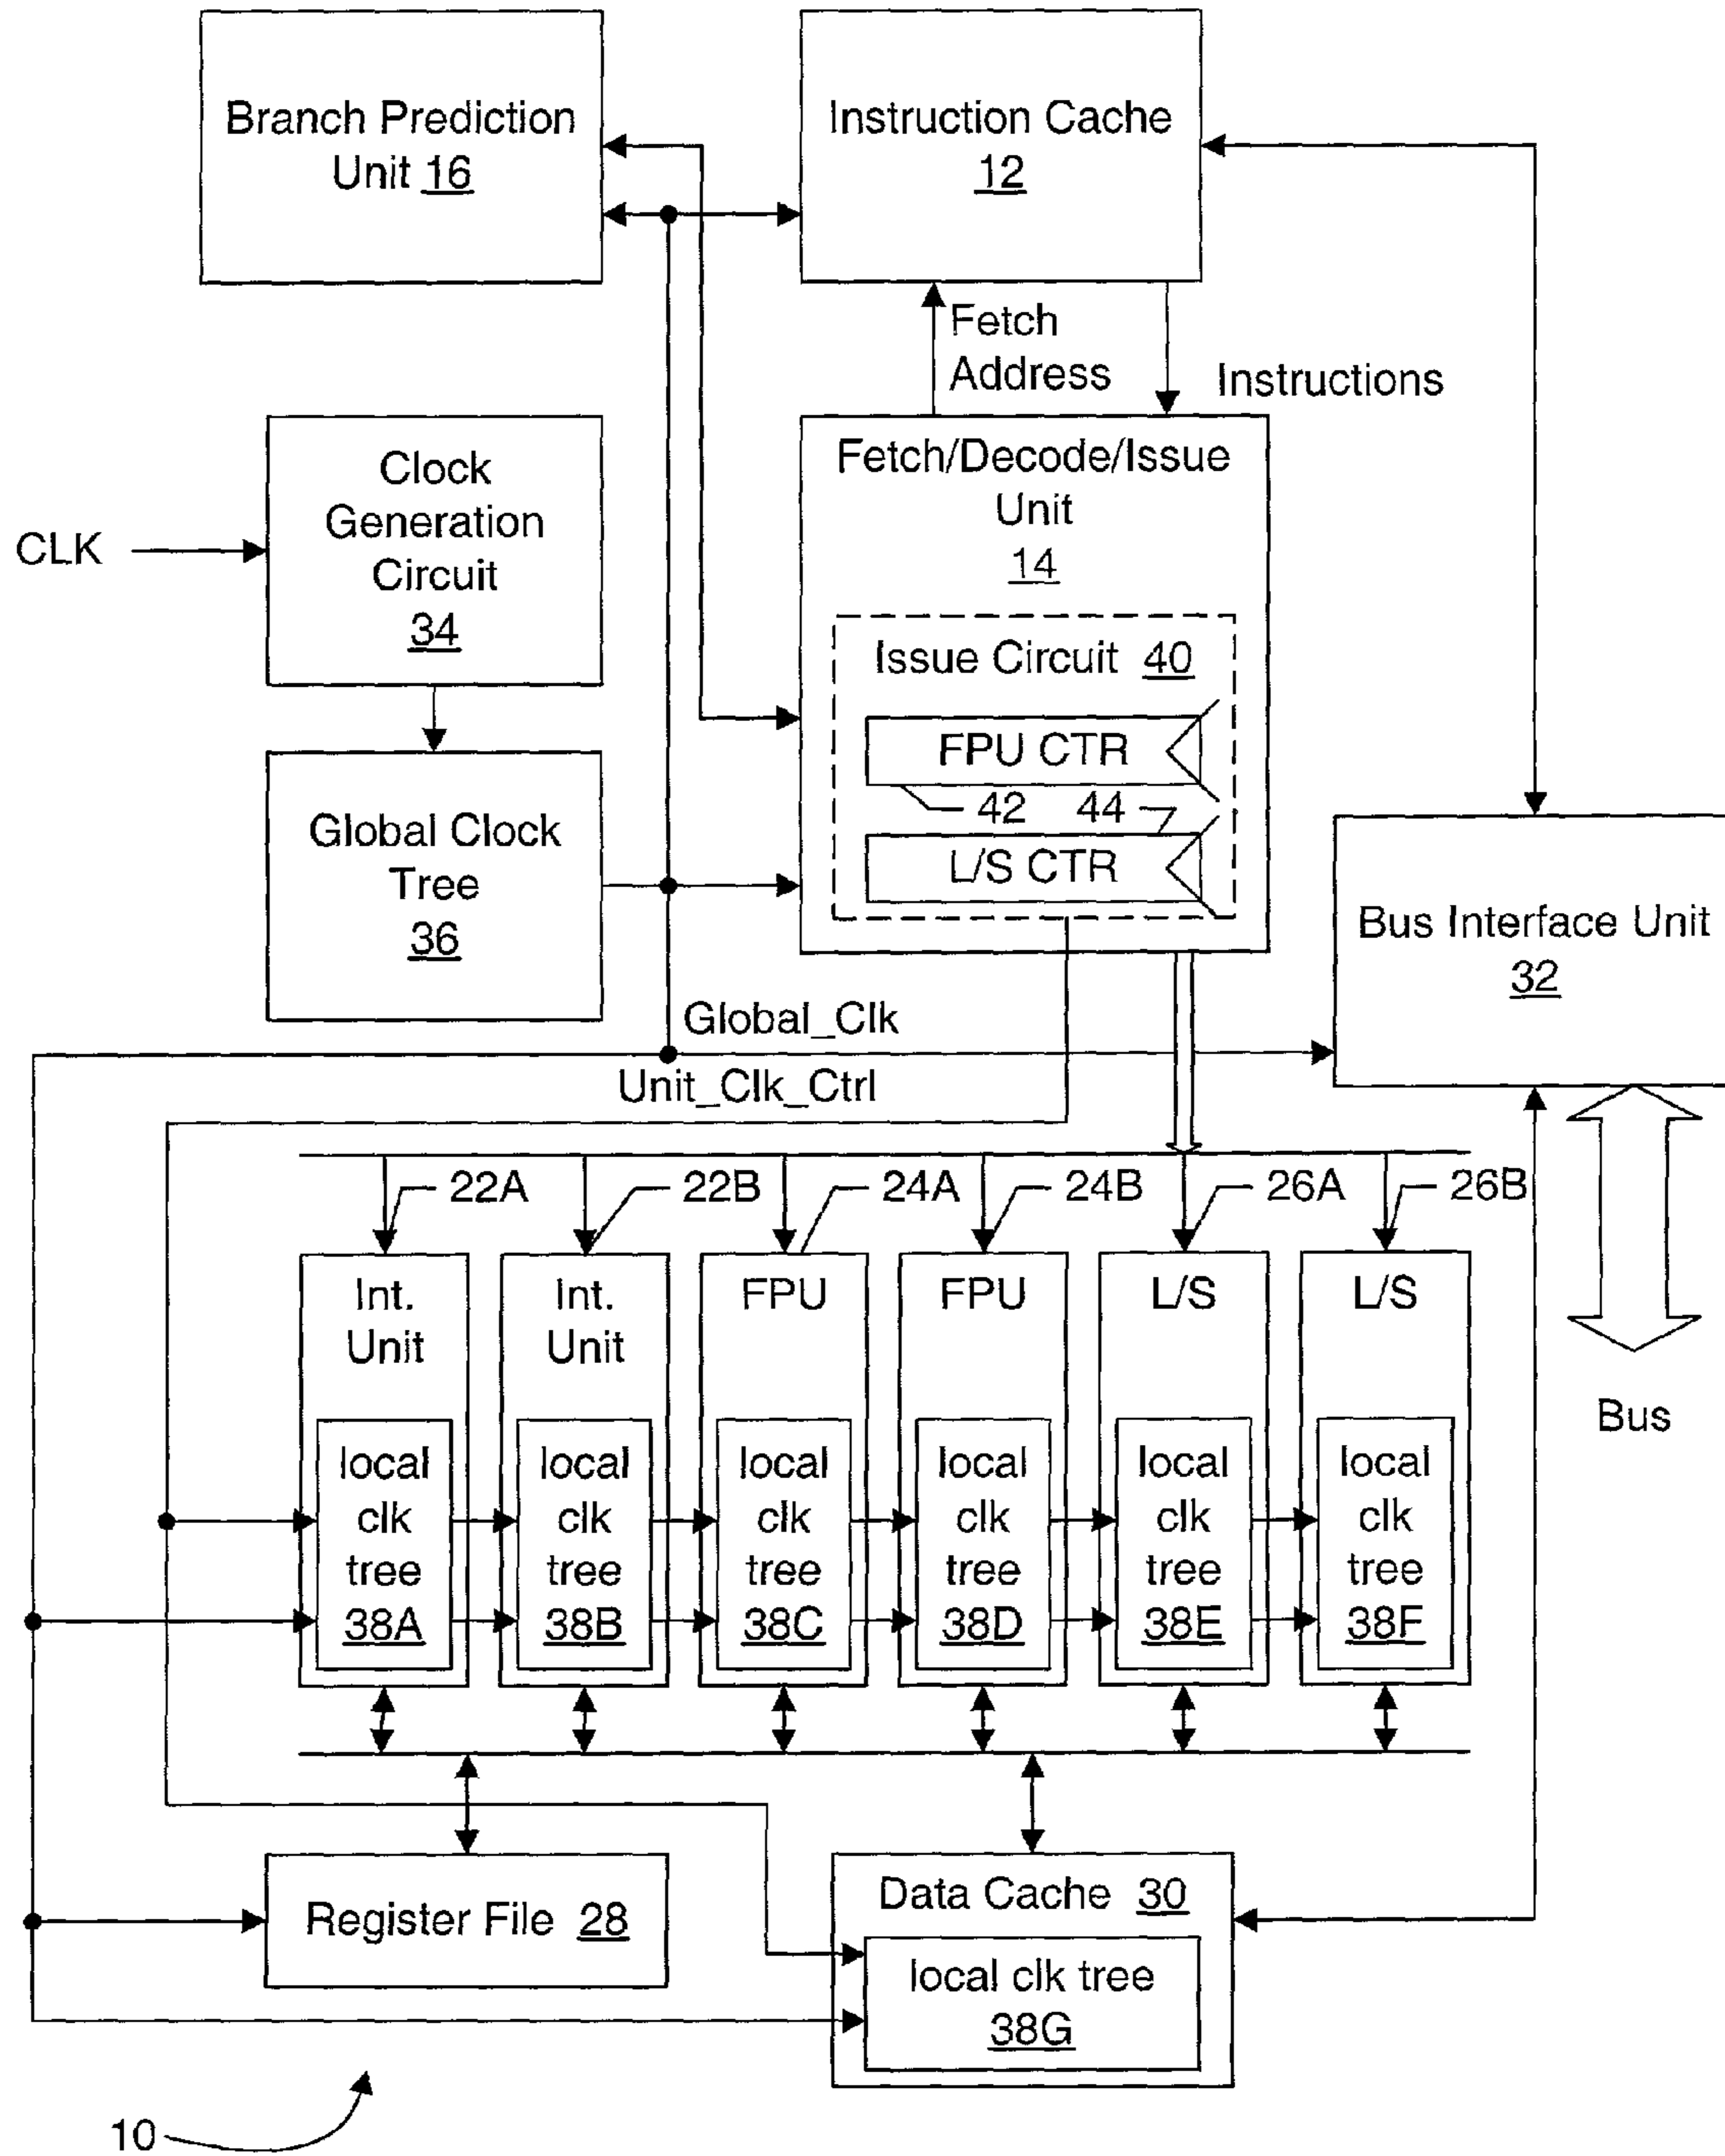 Branch Prediction
Unit 16
Instruction Cache
12
Fetch
Address
Instructions
Clock
Generation
Circuit
34
CLK
Fetch/Decode/Issue
Unit
14
Issue Circuit 40
FPU CTR
42 44
L/S CTR
Global Clock
Tree
36
Bus Interface Unit
32
Global_Clk
Unit_Clk_Ctrl
22A 22B 24A 24B 26A 26B
Int.
Unit
Int.
Unit
FPU
FPU
L/S
L/S
Bus
local
clk
tree
38A
local
clk
tree
38B
local
clk
tree
38C
local
clk
tree
38D
local
clk
tree
38E
local
clk
tree
38F
Register File 28
Data Cache 30
local clk tree
38G
10